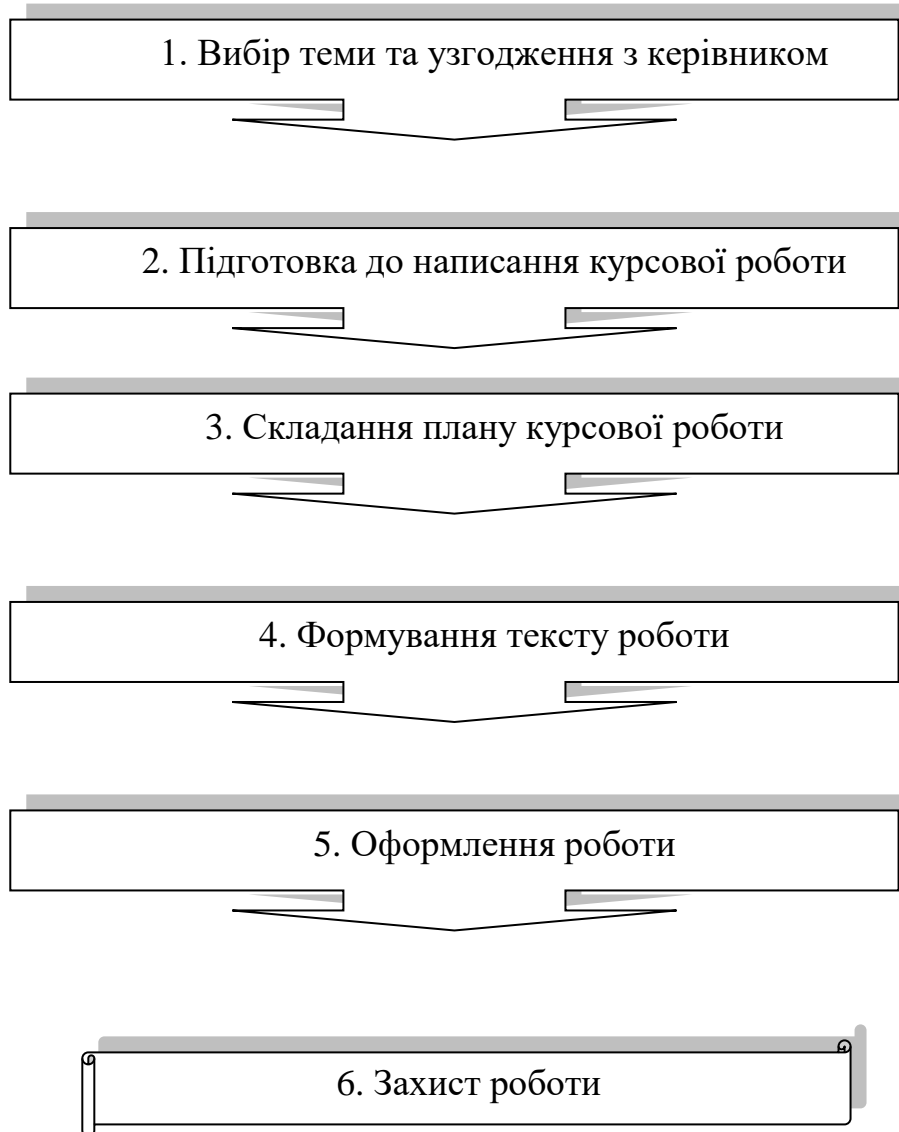 1. Вибір теми та узгодження з керівником
2. Підготовка до написання курсової роботи
3. Складання плану курсової роботи
4. Формування тексту роботи
5. Оформлення роботи
6. Захист роботи